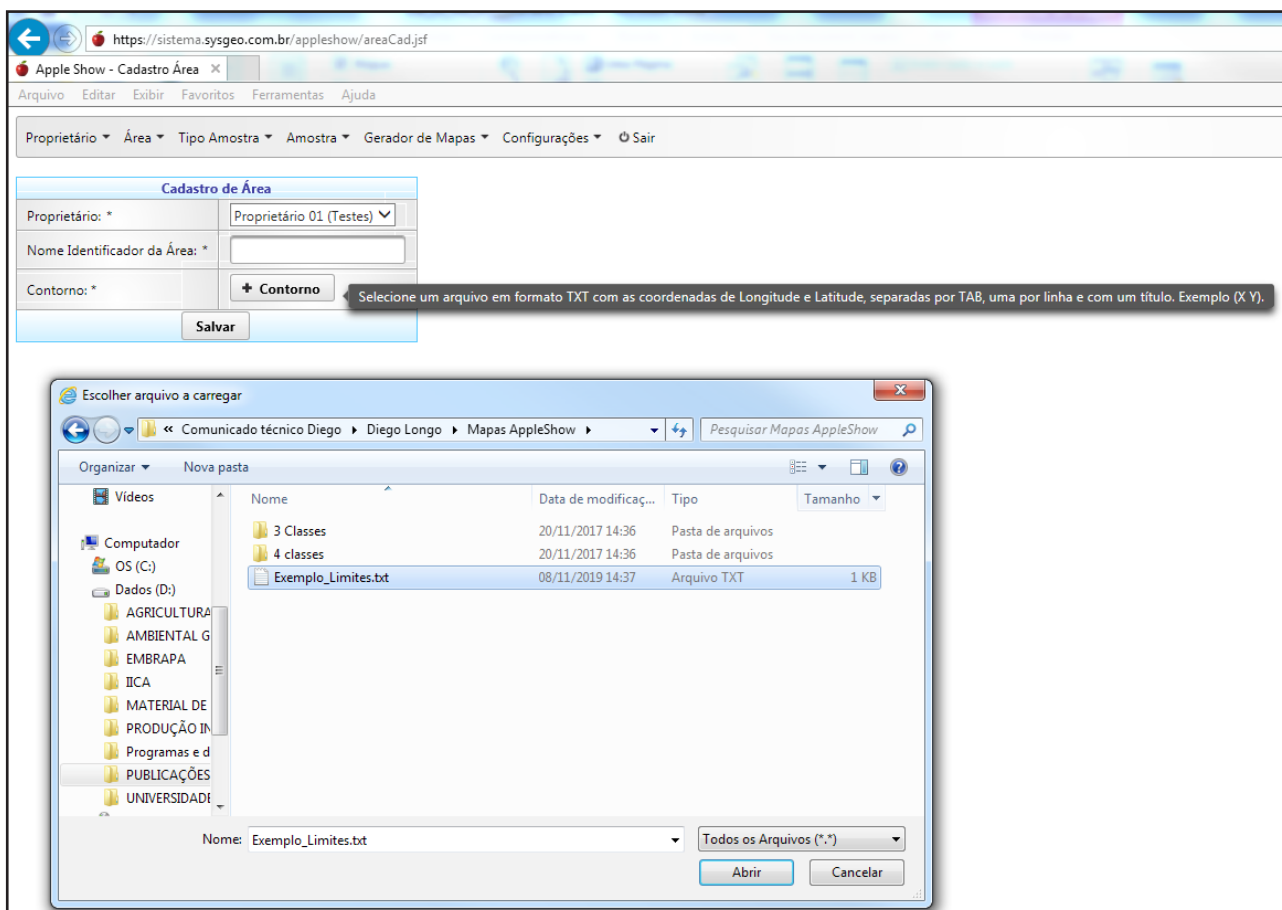 https://sistema.sysgeo.com.br/appleshow/areaCad.jsf
Apple Show - Cadastro Área ×
Arquivo Editar Exibir Favoritos Ferramentas Ajuda
Proprietário Área Tipo Amostra Amostra Gerador de Mapas Configurações Sair
Cadastro de Área
Proprietário: * Proprietário 01 (Testes)
Nome Identificador da Área: *
Contorno: * + Contorno
Selecione um arquivo em formato TXT com as coordenadas de Longitude e Latitude, separadas por TAB, uma por linha e com um título. Exemplo (X Y).
Salvar
Escolher arquivo a carregar
« Comunicado técnico Diego Diego Longo Mapas AppleShow Pesquisar Mapas AppleShow
Organizar Nova pasta
Vídeos
Computador
OS (C:)
Dados (D:)
AGRICULTURA
AMBIENTAL G
EMBRAPA
IICA
MATERIAL DE
PRODUÇÃO IN
Programas e d
PUBLICAÇÕES
UNIVERSIDADE
Nome Data de modificaç... Tipo Tamanho
3 Classes 20/11/2017 14:36 Pasta de arquivos
4 classes 20/11/2017 14:36 Pasta de arquivos
Exemplo_Limites.txt 08/11/2019 14:37 Arquivo TXT 1 KB
Nome: Exemplo_Limites.txt Todos os Arquivos (*.*)
Abrir Cancelar